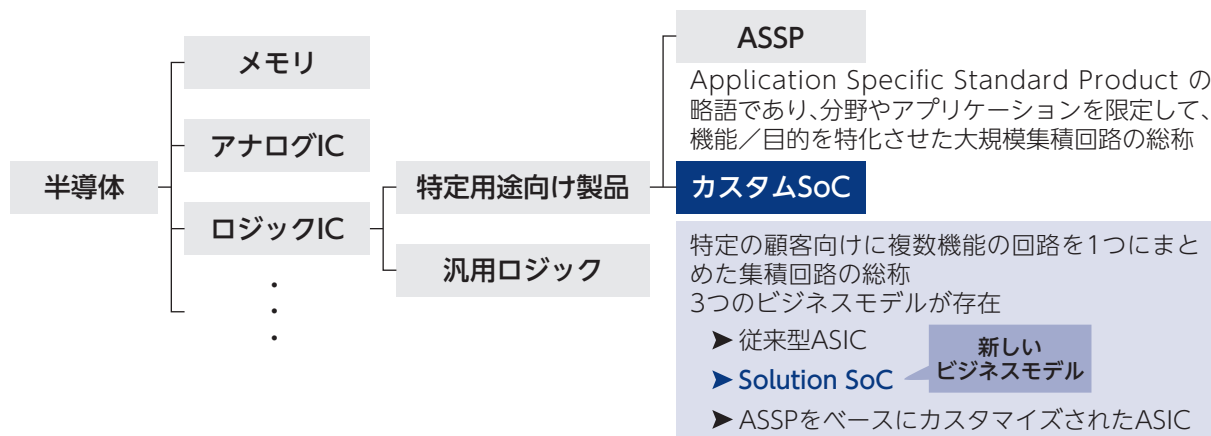 半導体
メモリ
アナログIC
ロジックIC
・
・
・
特定用途向け製品
汎用ロジック
ASSP
Application Specific Standard Product の
略語であり、分野やアプリケーションを限定して、
機能／目的を特化させた大規模集積回路の総称
カスタムSoC
特定の顧客向けに複数機能の回路を1つにまと
めた集積回路の総称
3つのビジネスモデルが存在
➤ 従来型ASIC
➤ Solution SoC
新しい
ビジネスモデル
➤ ASSPをベースにカスタマイズされたASIC